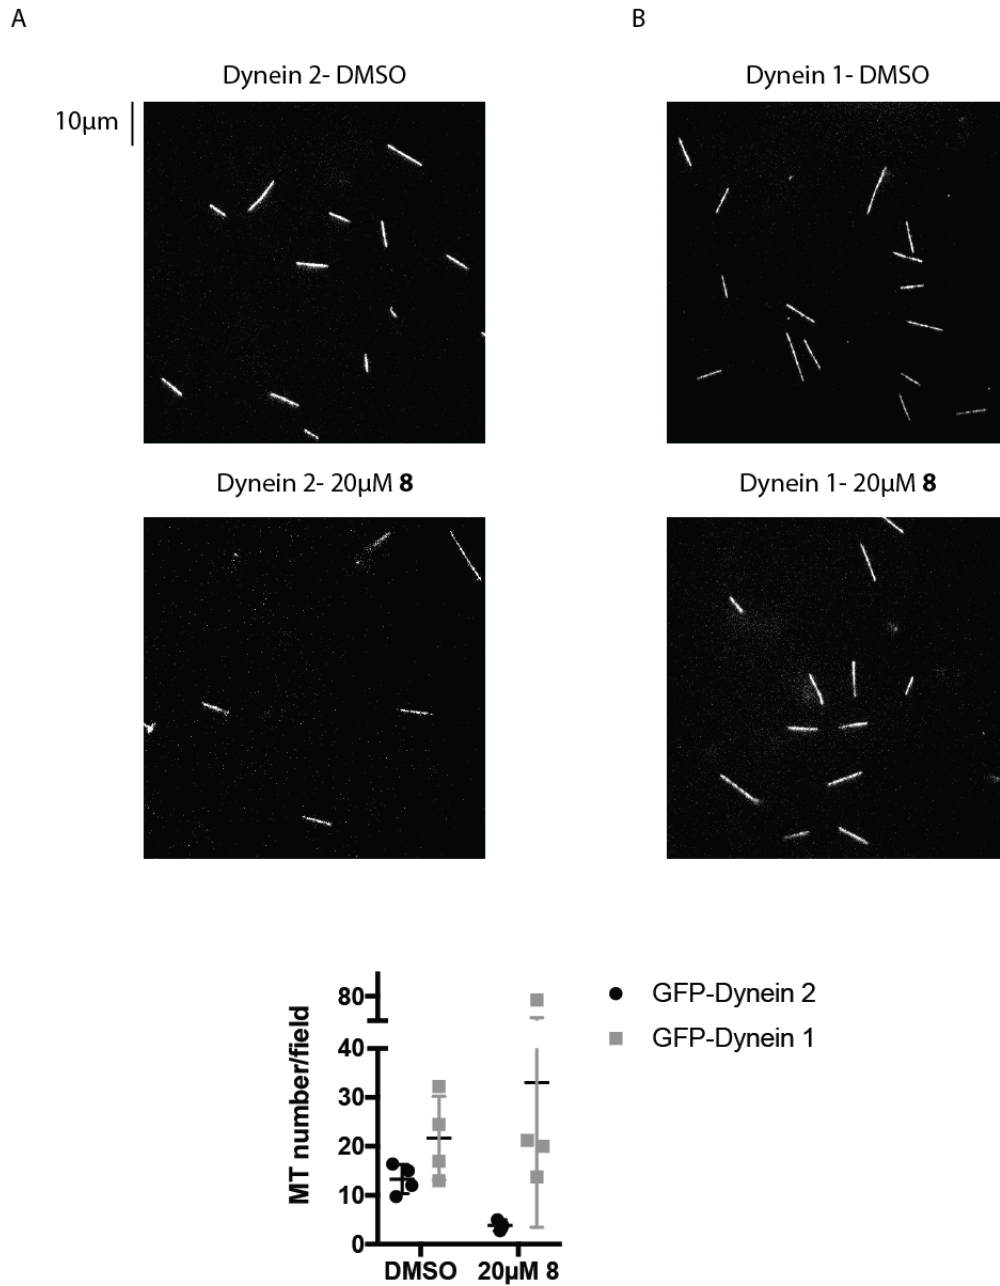 A
B
Dynein 2- DMSO
Dynein 1- DMSO
10µm
Dynein 2- 20µM 8
Dynein 1- 20µM 8
MT number/field
80
40
30
20
10
0
DMSO
20µM 8
GFP-Dynein 2
GFP-Dynein 1